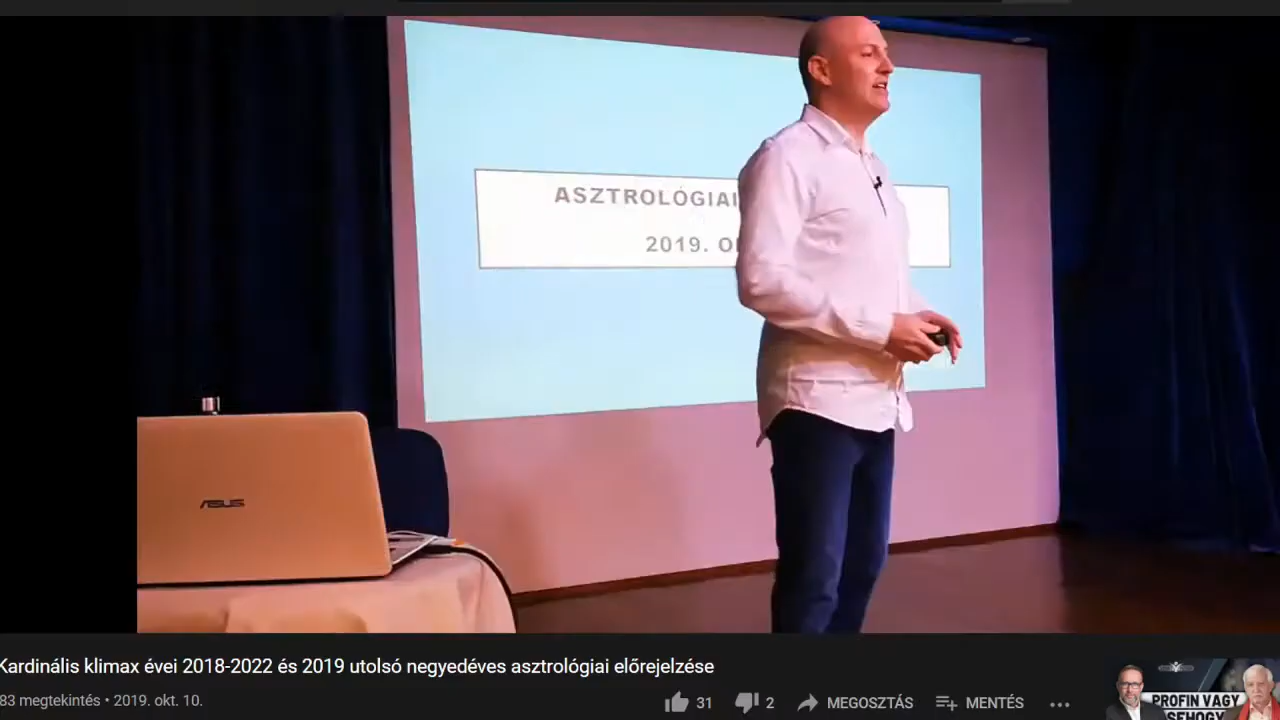 ASZTROLÓGIAI
2019. O
ASUS
Kardinális klimax évei 2018-2022 és 2019 utolsó negyedéves asztrológiai előrejelzése
83 megtekintés • 2019. okt. 10.
31
2
MEGOSZTÁS
MENTÉS
PROFIN VAGY
SEHOGY